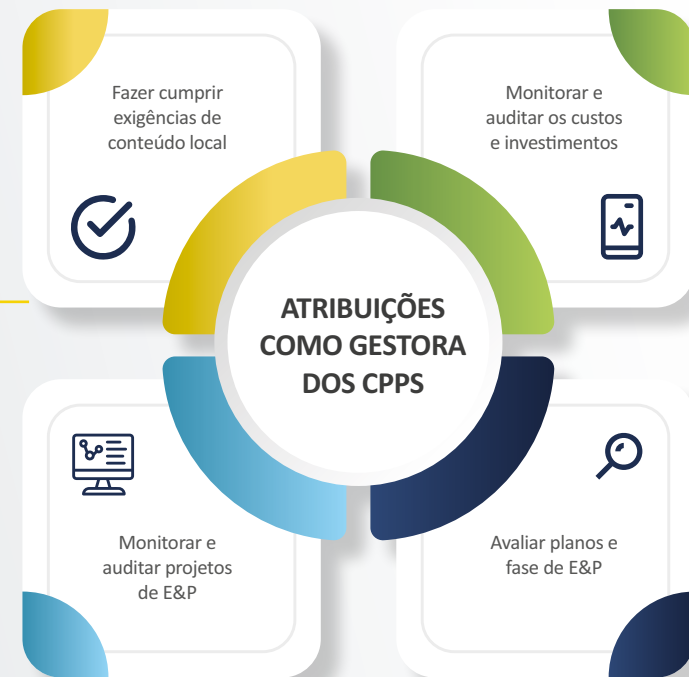 Fazer cumprir
exigências de
conteúdo local
Monitorar e
auditar os custos
e investimentos
ATRIBUIÇÕES
COMO GESTORA
DOS CPPS
Monitorar e
auditar projetos
de E&P
Avaliar planos e
fase de E&P